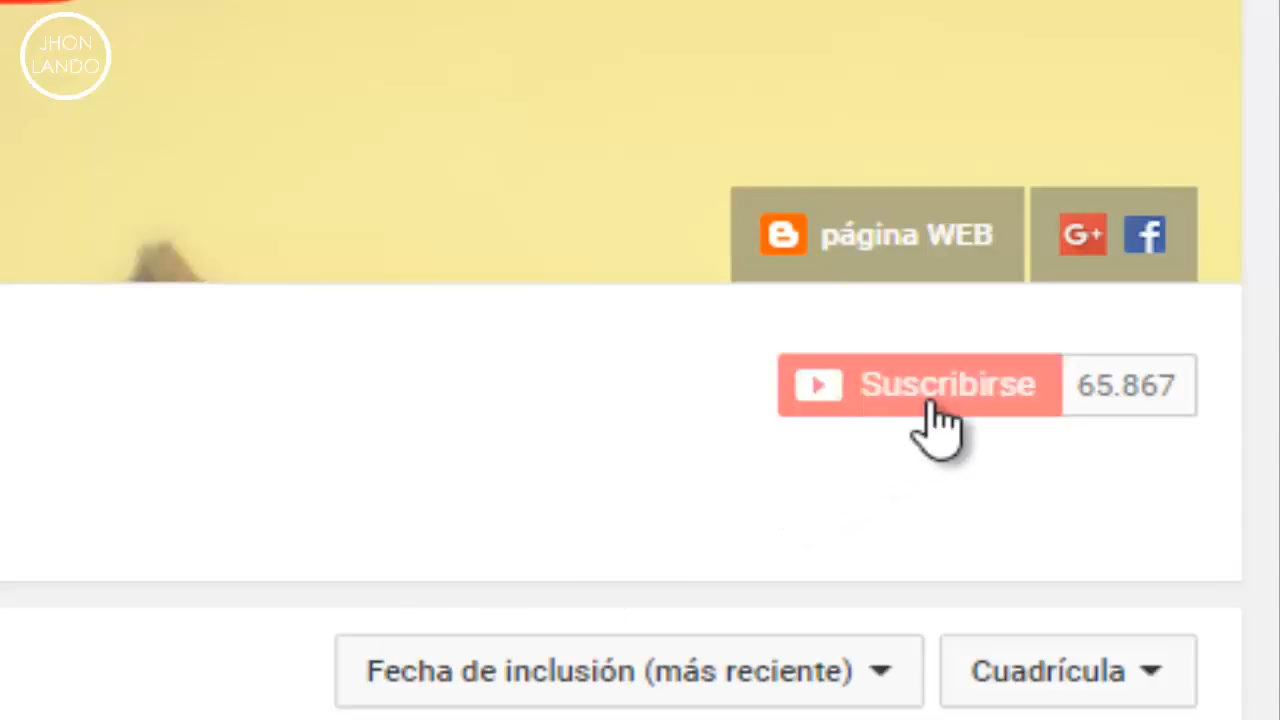 JHON
LANDO
página WEB
G+ f
Suscribirse 65.867
Fecha de inclusión (más reciente) Cuadrícula